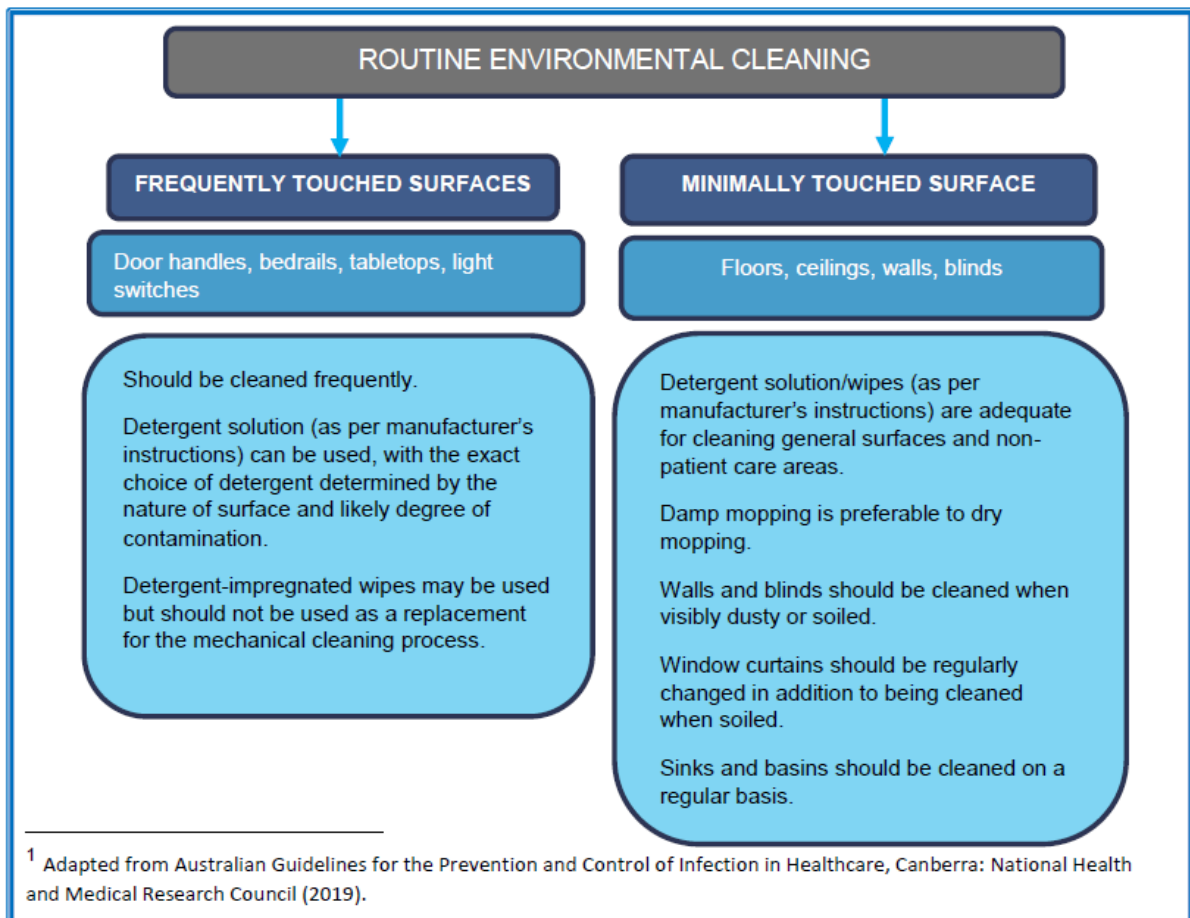 ROUTINE ENVIRONMENTAL CLEANING
FREQUENTLY TOUCHED SURFACES
Door handles, bedrails, tabletops, light
switches
Should be cleaned frequently.
Detergent solution (as per manufacturer's
instructions) can be used, with the exact
choice of detergent determined by the
nature of surface and likely degree of
contamination.
Detergent-impregnated wipes may be used
but should not be used as a replacement
for the mechanical cleaning process.
MINIMALLY TOUCHED SURFACE
Floors, ceilings, walls, blinds
Detergent solution/wipes (as per
manufacturer's instructions) are adequate
for cleaning general surfaces and non-
patient care areas.
Damp mopping is preferable to dry
mopping.
Walls and blinds should be cleaned when
visibly dusty or soiled.
Window curtains should be regularly
changed in addition to being cleaned
when soiled.
Sinks and basins should be cleaned on a
regular basis.
1 Adapted from Australian Guidelines for the Prevention and Control of Infection in Healthcare, Canberra: National Health
and Medical Research Council (2019).